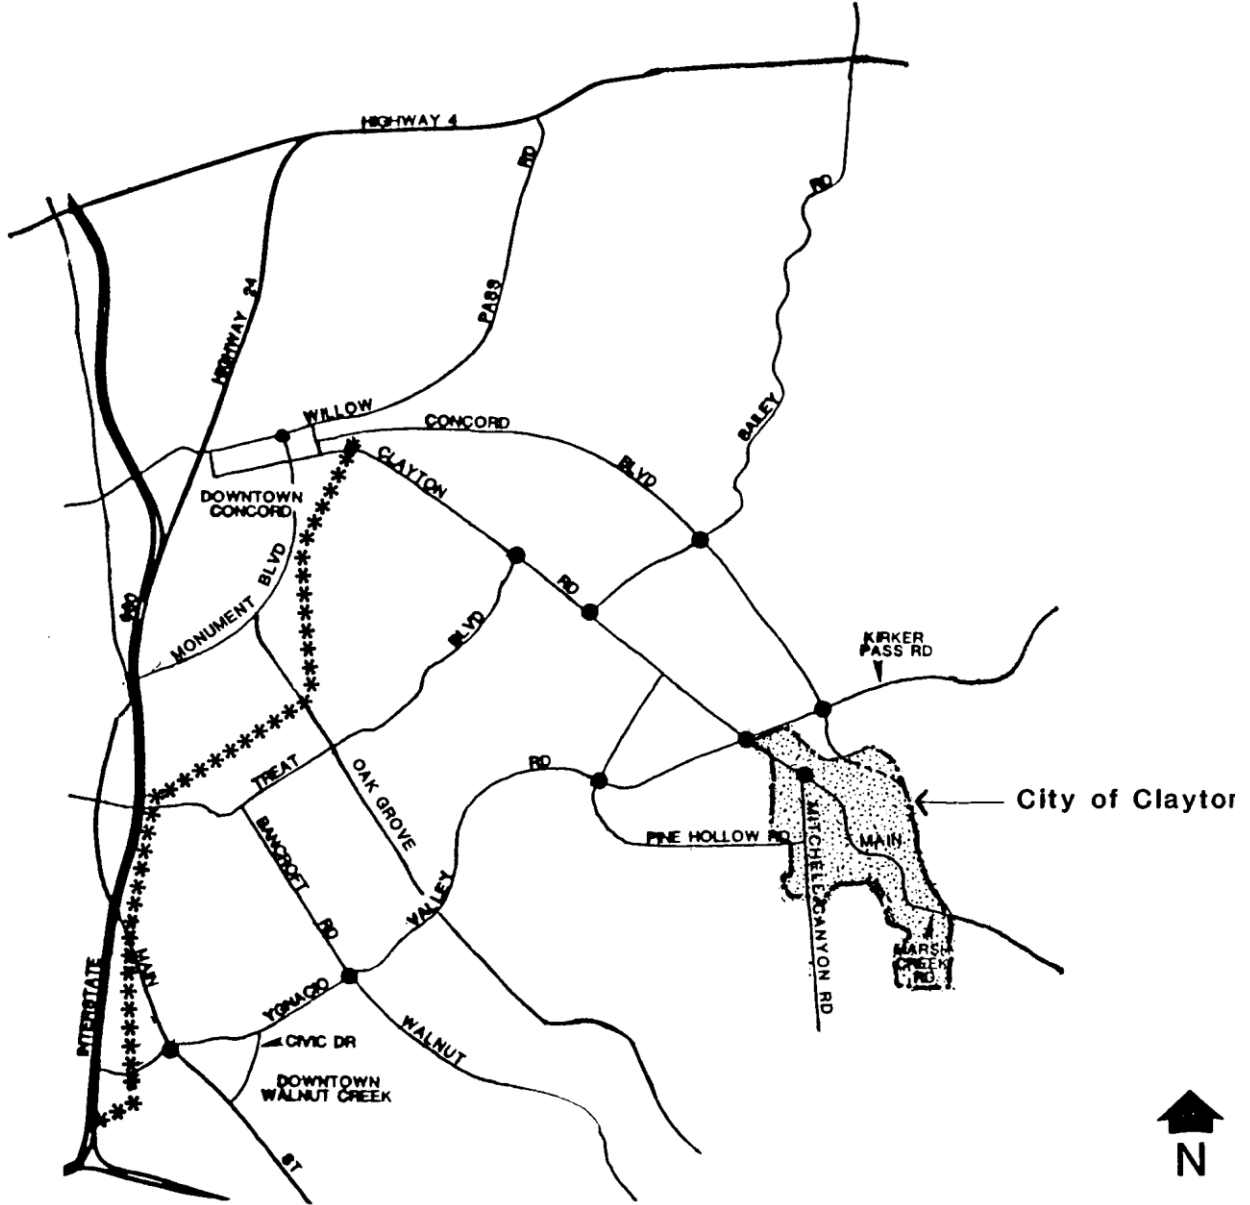 HIGHWAY 4
RD
RD
HIGHWAY 24
PASS
WILLOW
CONCORD
BAILEY
CLAYTON
BLVD
DOWNTOWN
CONCORD
RD
BLVD
MONUMENT
680
BLVD
KIRKER
PASS RD
TREAT
OAK GROVE
RD
City of Clayton
BANCROFT
PINE HOLLOW RD
MITCHELL CANYON RD
MAIN
VALLEY
RD
MAIN
MARSH
CREEK
RD
INTERSTATE
YGNACIO
WALNUT
CIVIC DR
DOWNTOWN
WALNUT CREEK
ST
N